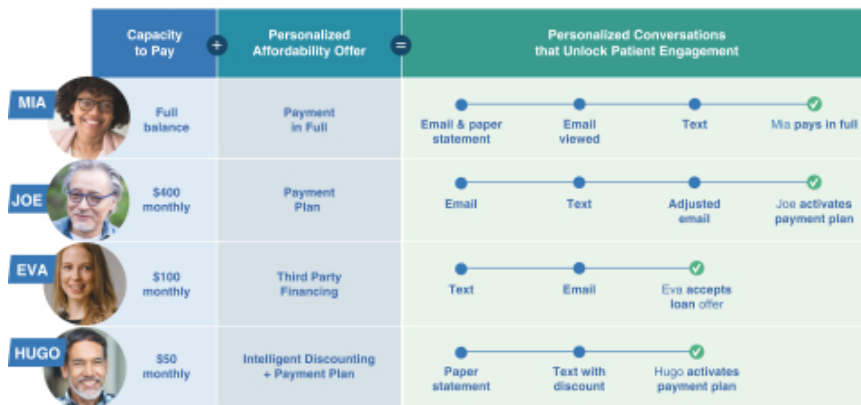 Capacity
to Pay
+
Personalized
Affordability Offer
=
Personalized Conversations
that Unlock Patient Engagement
MIA
Full
balance
Payment
in Full
Email & paper
statement
Email
viewed
Text
Mia pays in full
JOE
$400
monthly
Payment
Plan
Email
Text
Adjusted
email
Joe activates
payment plan
EVA
$100
monthly
Third Party
Financing
Text
Email
Eva accepts
loan offer
HUGO
$50
monthly
Intelligent Discounting
+ Payment Plan
Paper
statement
Text with
discount
Hugo activates
payment plan